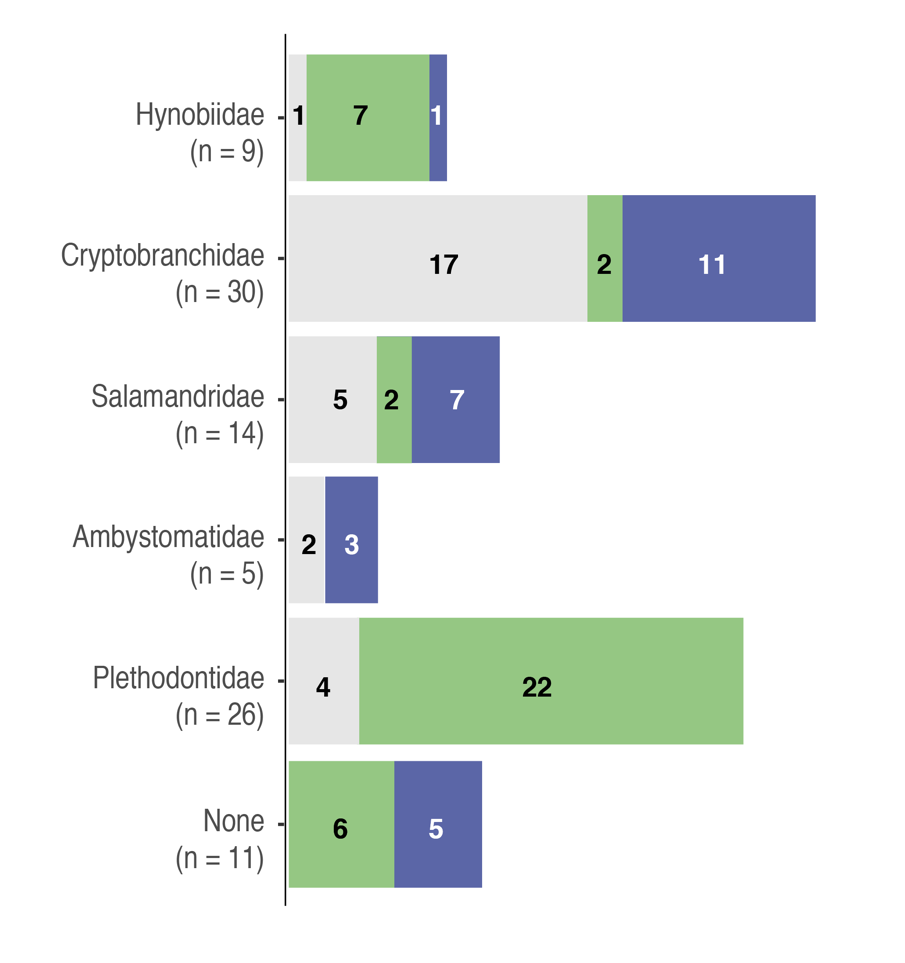 Hynobiidae
(n = 9)
1 7 1
Cryptobranchidae
(n = 30)
17 2 11
Salamandridae
(n = 14)
5 2 7
Ambystomatidae
(n = 5)
2 3
Plethodontidae
(n = 26)
4 22
None
(n = 11)
6 5